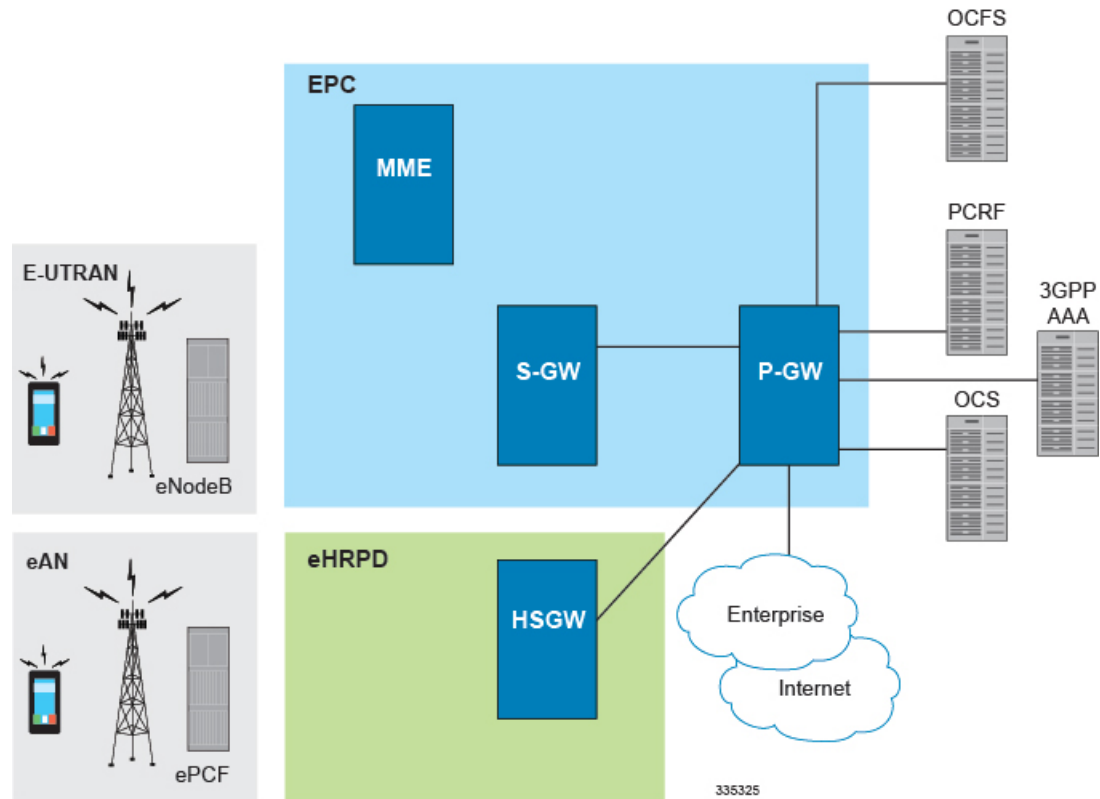 OCFS
EPC
MME
PCRF
E-UTRAN
3GPP
AAA
S-GW
P-GW
OCS
eNodeB
eAN
eHRPD
HSGW
Enterprise
Internet
ePCF
335325